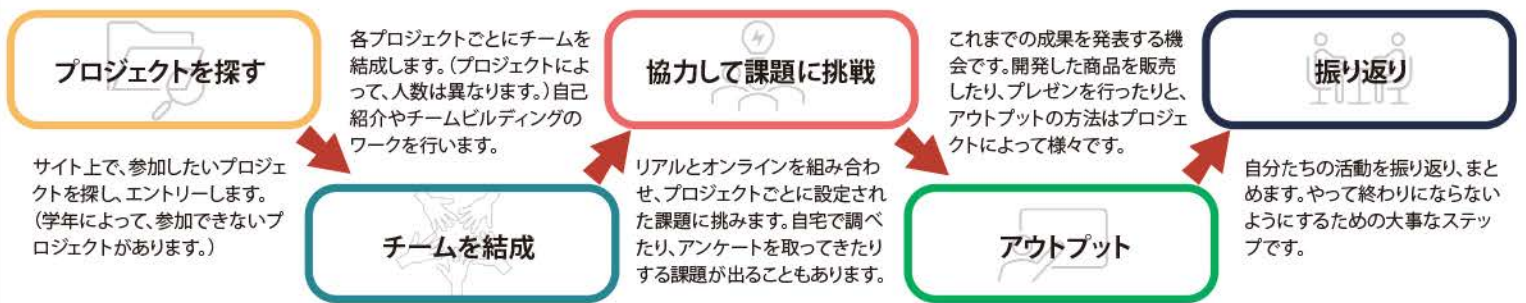 プロジェクトを探す
サイト上で、参加したいプロジェ
クトを探し、エントリーします。
(学年によって、参加できないプ
ロジェクトがあります。)
各プロジェクトごとにチームを
結成します。(プロジェクトによ
って、人数は異なります。)自己
紹介やチームビルディングの
ワークを行います。
チームを結成
協力して課題に挑戦
リアルとオンラインを組み合わ
せ、プロジェクトごとに設定され
た課題に挑みます。自宅で調べ
たり、アンケートを取ってきたり
する課題が出ることもあります。
これまでの成果を発表する機
会です。開発した商品を販売
したり、プレゼンを行ったりと、
アウトプットの方法はプロジェ
クトによって様々です。
アウトプット
振り返り
自分たちの活動を振り返り、まと
めます。やって終わりにならない
ようにするための大事なステッ
プです。